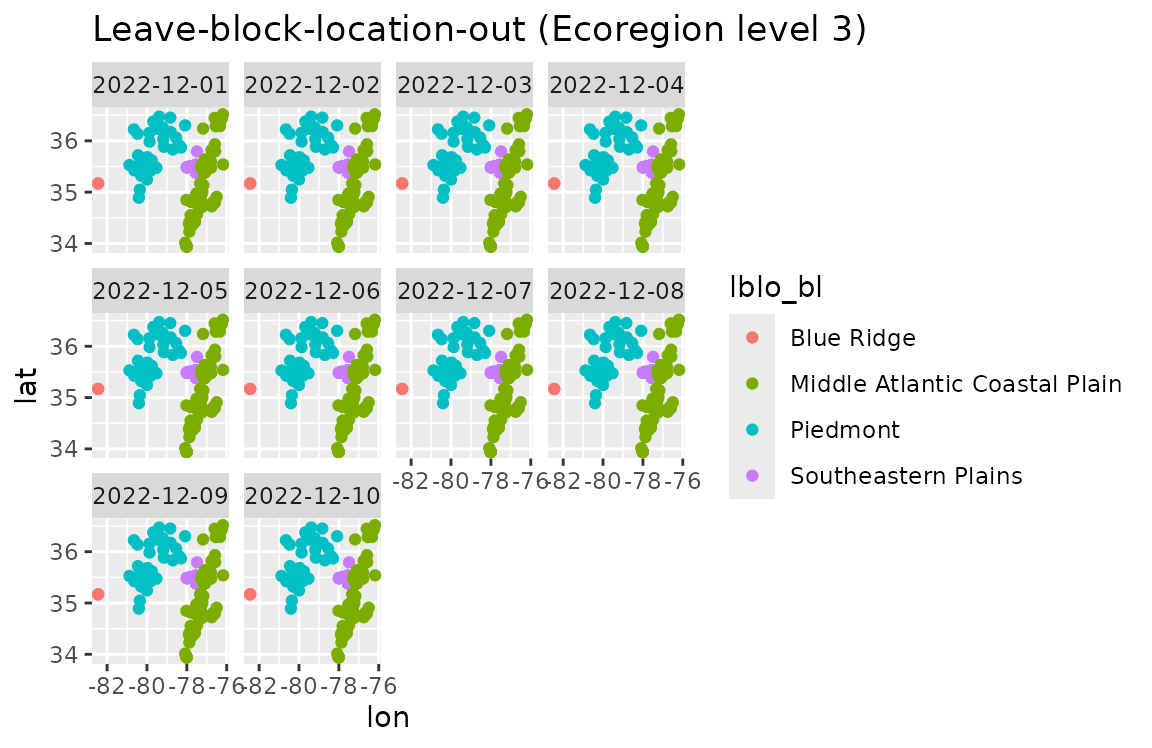 Leave-block-location-out (Ecoregion level 3)
2022-12-01 2022-12-02 2022-12-03 2022-12-04
36
35
34
2022-12-05 2022-12-06 2022-12-07 2022-12-08
36
35
34
-82 -80 -78 -76 -82 -80 -78 -76
2022-12-09 2022-12-10
36
35
34
-82 -80 -78 -76 -82 -80 -78 -76
lat
lon
lblo_bl
Blue Ridge
Middle Atlantic Coastal Plain
Piedmont
Southeastern Plains